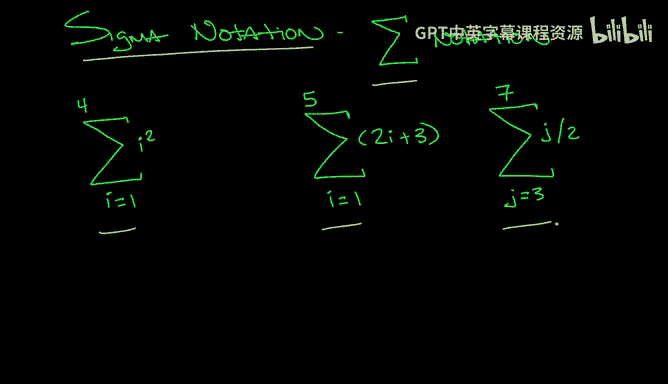 Sigma Notation - ∑ Notation
GPT中英字幕课程资源 bilibili
4 ∑ i² i=1
5 ∑ (2i+3) i=1
7 ∑ j/2 j=3